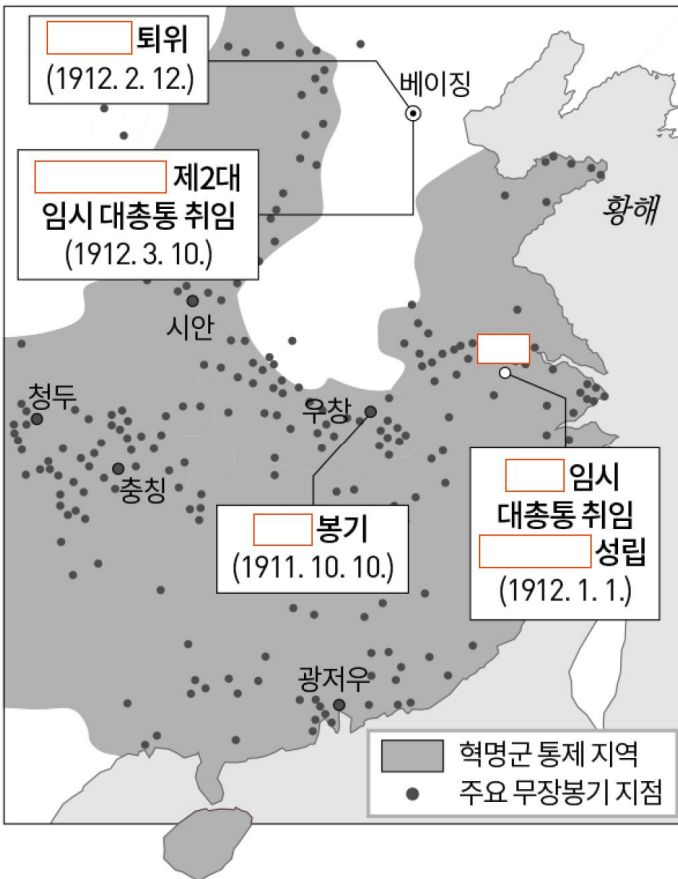 퇴위
(1912. 2. 12.)
베이징
제2대
임시 대총통 취임
(1912. 3. 10.)
황해
시안
청두
우창
충칭
임시
대총통 취임
성립
(1912. 1. 1.)
봉기
(1911. 10. 10.)
광저우
혁명군 통제 지역
주요 무장봉기 지점